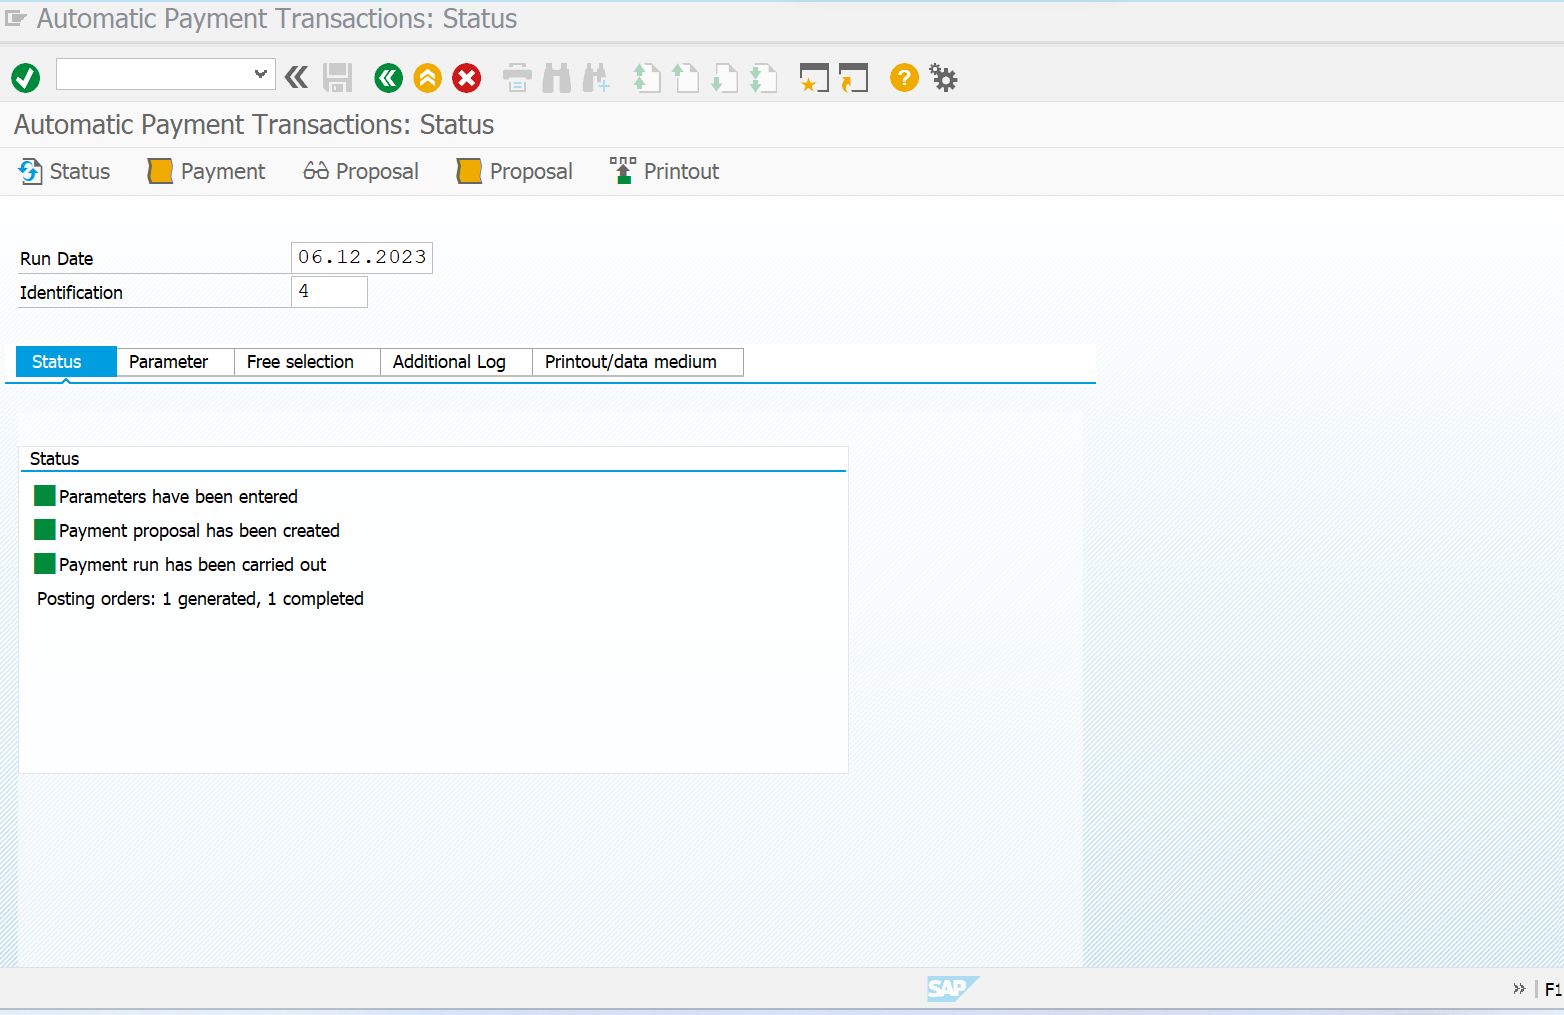 Automatic Payment Transactions: Status
Automatic Payment Transactions: Status
Status Payment Proposal Proposal Printout
Run Date 06.12.2023
Identification 4
Status Parameter Free selection Additional Log Printout/data medium
Status
Parameters have been entered
Payment proposal has been created
Payment run has been carried out
Posting orders: 1 generated, 1 completed
SAP
F1